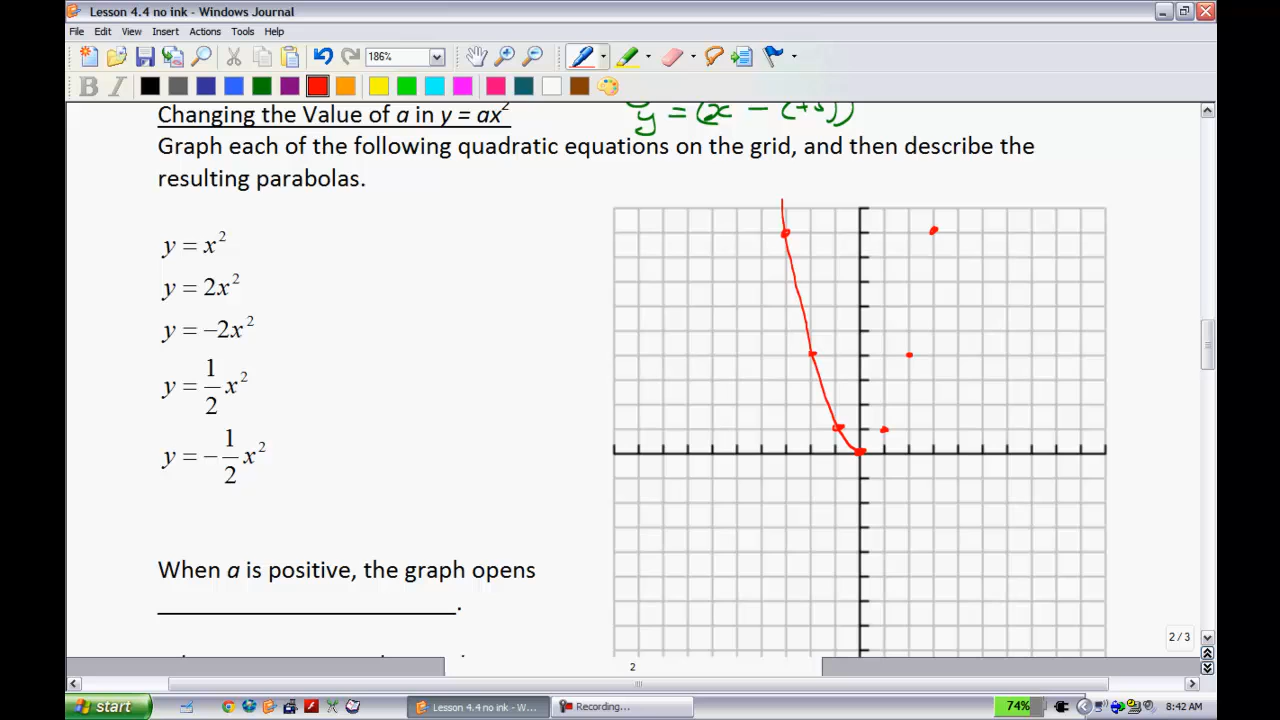 Lesson 4.4 no ink - Windows Journal
File Edit View Insert Actions Tools Help
186%
B I
Changing the Value of a in y = ax²
y = (x - (+5))
Graph each of the following quadratic equations on the grid, and then describe the
resulting parabolas.
y = x²
y = 2x²
y = −2x²
y = 1/2 x²
y = − 1/2 x²
When a is positive, the graph opens
____________________.
2 / 3
2
start
Lesson 4.4 no ink - W...
Recording...
74%
8:42 AM